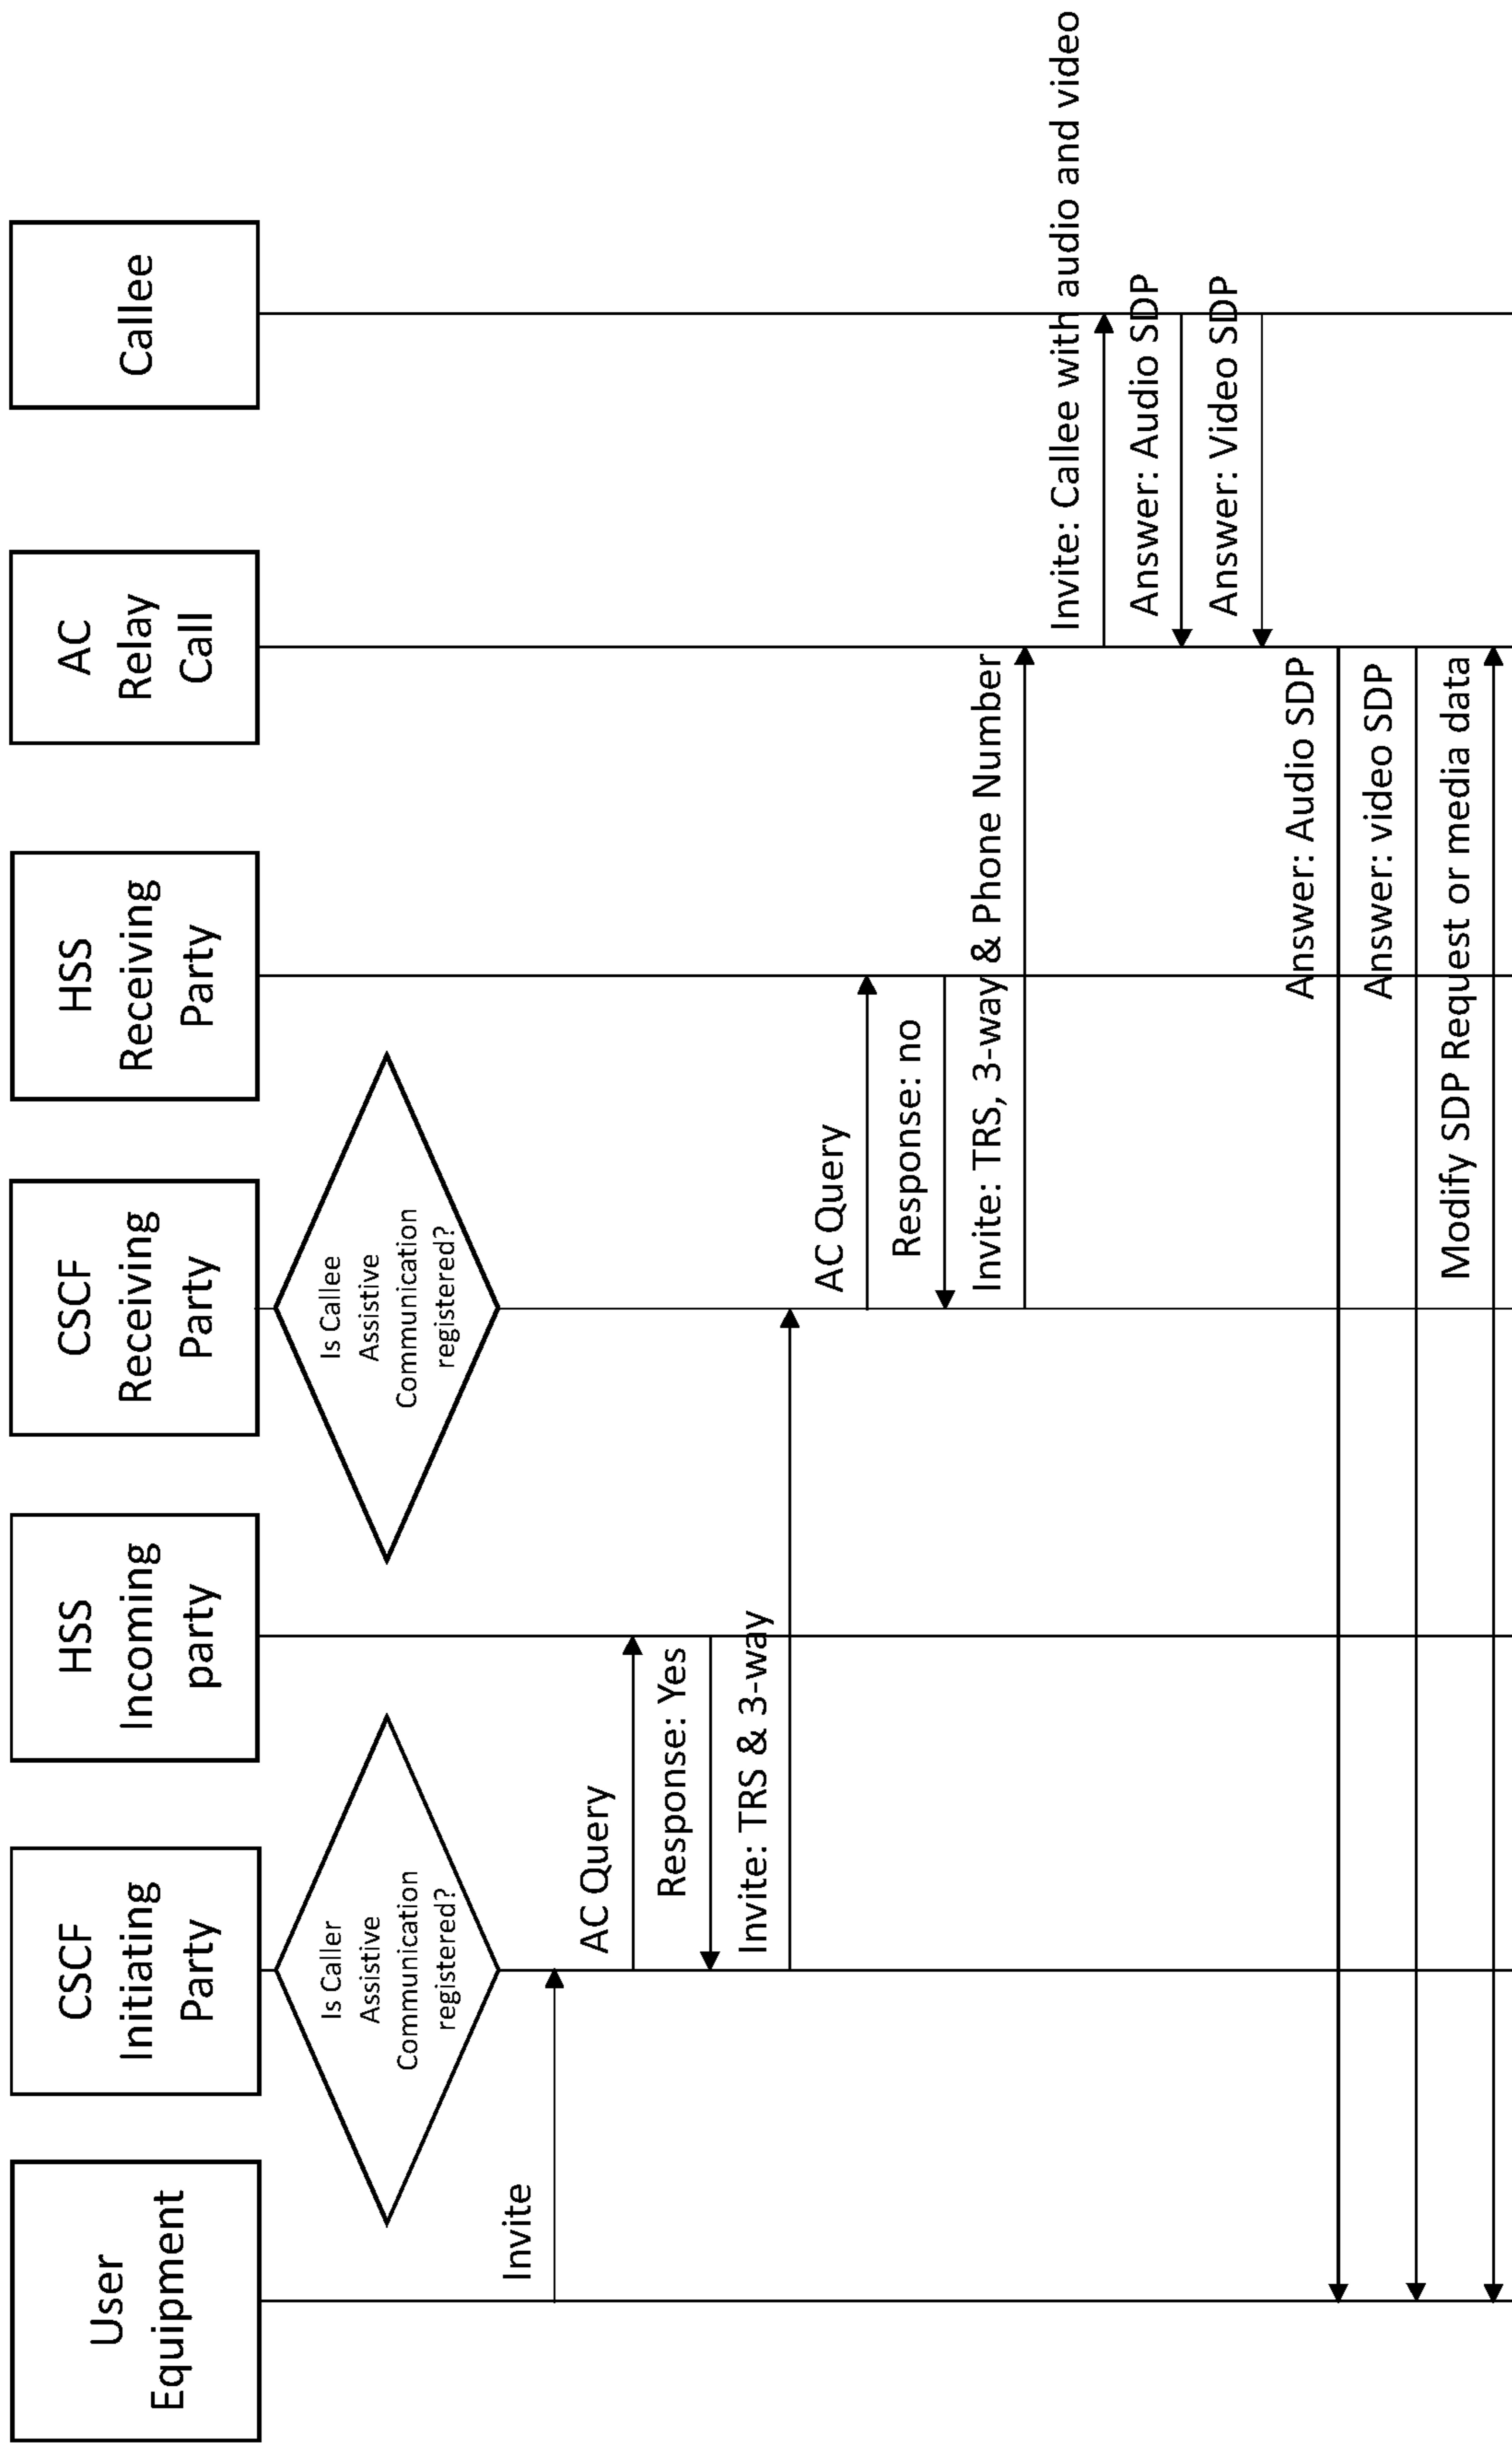 User
Equipment
CSCF
Initiating
Party
HSS
Incoming
party
CSCF
Receiving
Party
HSS
Receiving
Party
AC
Relay
Call
Callee
Is Caller
Assistive
Communication
registered?
Is Callee
Assistive
Communication
registered?
Invite
AC Query
Response: Yes
Invite: TRS & 3-way
AC Query
Response: no
Invite: TRS, 3-way & Phone Number
Invite: Callee with audio and video
Answer: Audio SDP
Answer: Video SDP
Answer: Audio SDP
Answer: video SDP
Modify SDP Request or media data